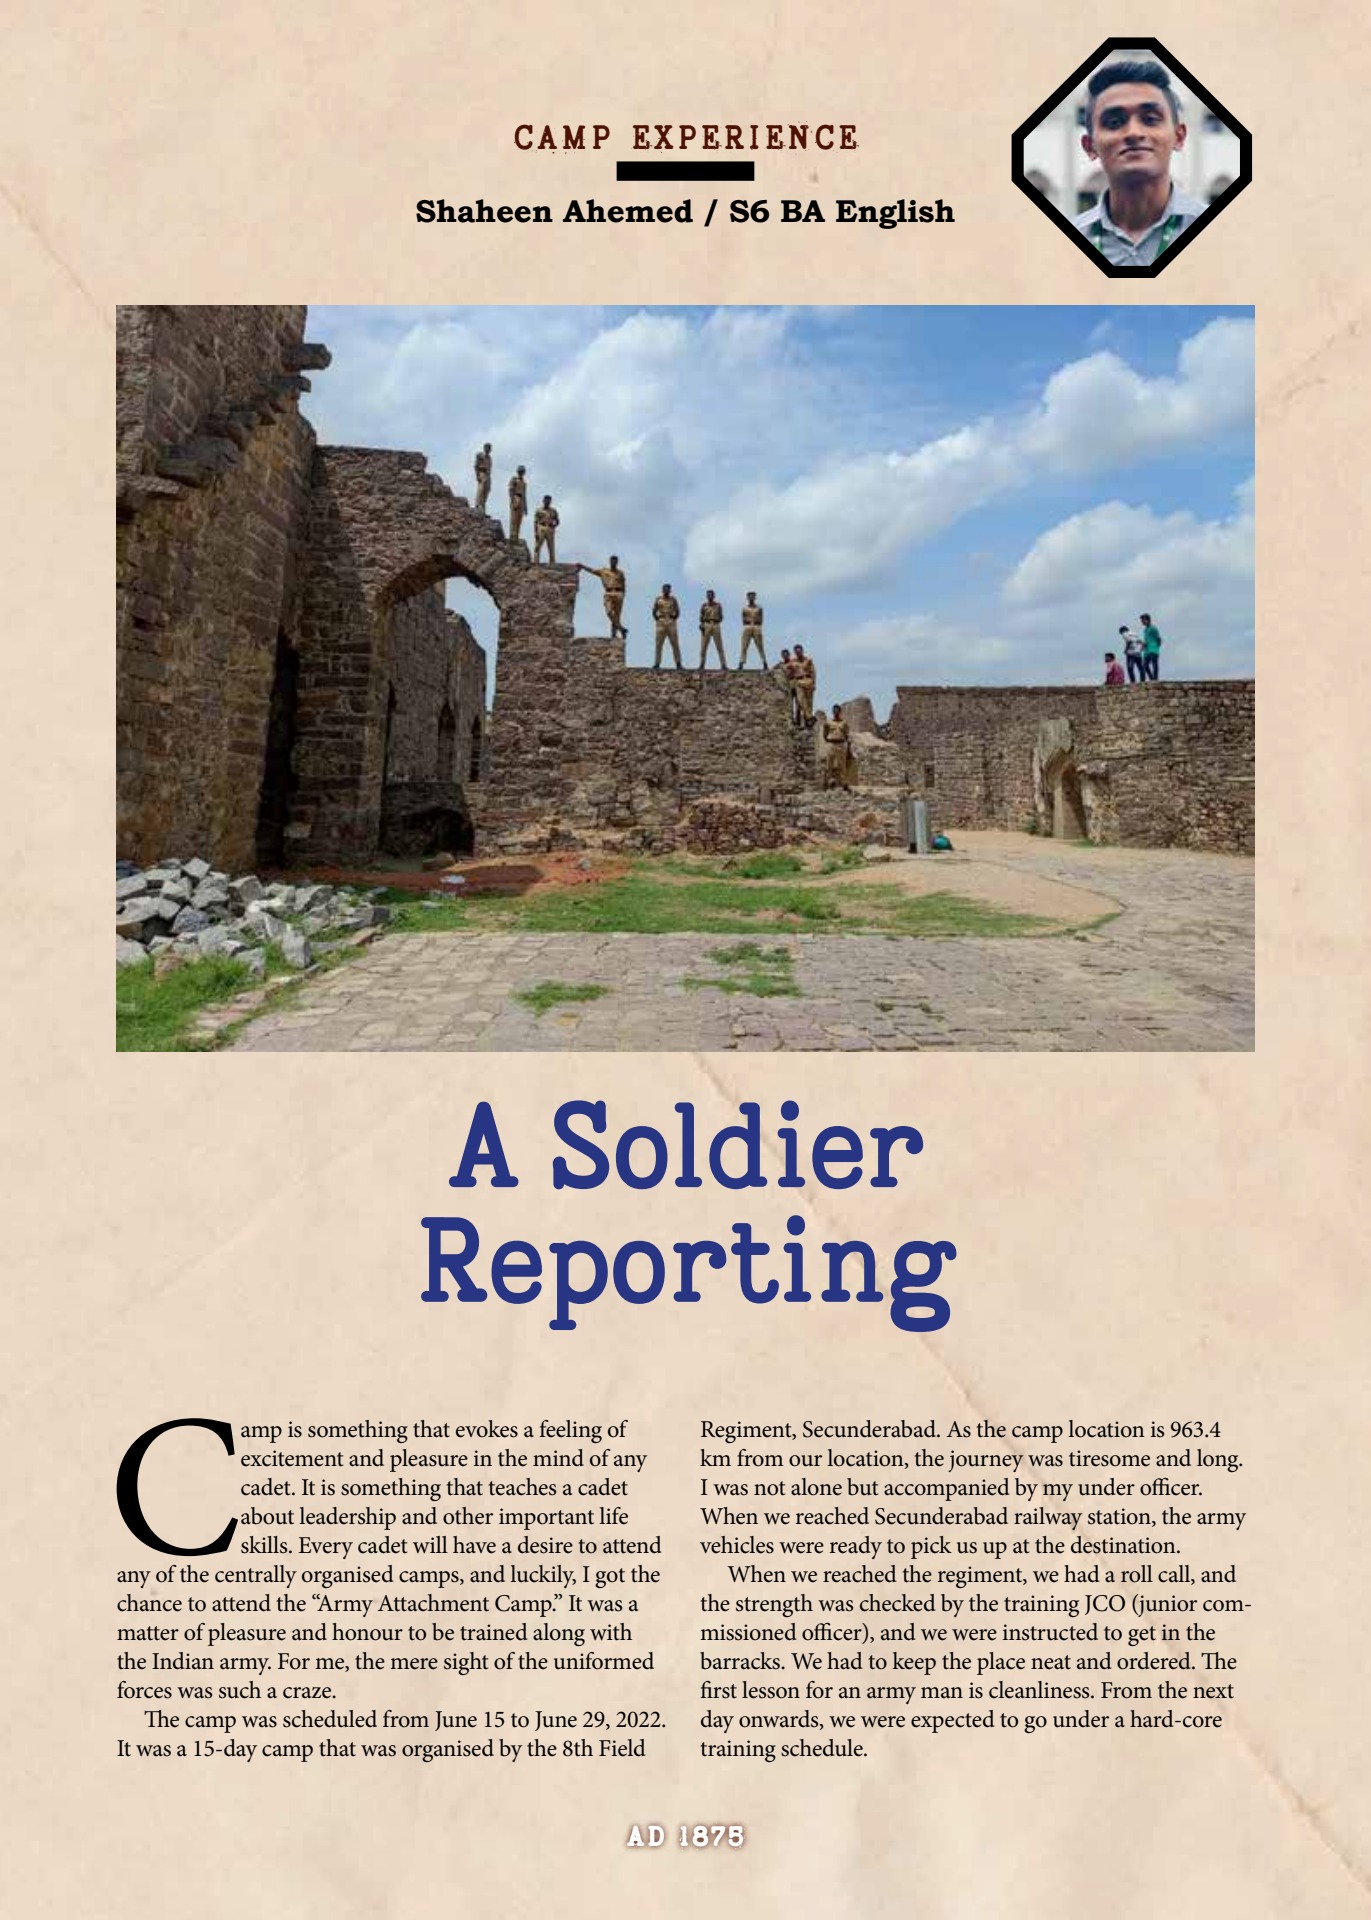 CAMP EXPERIENCE
Shaheen Ahemed / S6 BA English
A Soldier
Reporting
Camp is something that evokes a feeling of
excitement and pleasure in the mind of any
cadet. It is something that teaches a cadet
about leadership and other important life
skills. Every cadet will have a desire to attend
any of the centrally organised camps, and luckily, I got the
chance to attend the “Army Attachment Camp.” It was a
matter of pleasure and honour to be trained along with
the Indian army. For me, the mere sight of the uniformed
forces was such a craze.
The camp was scheduled from June 15 to June 29, 2022.
It was a 15-day camp that was organised by the 8th Field
Regiment, Secunderabad. As the camp location is 963.4
km from our location, the journey was tiresome and long.
I was not alone but accompanied by my under officer.
When we reached Secunderabad railway station, the army
vehicles were ready to pick us up at the destination.
When we reached the regiment, we had a roll call, and
the strength was checked by the training JCO (junior com-
missioned officer), and we were instructed to get in the
barracks. We had to keep the place neat and ordered. The
first lesson for an army man is cleanliness. From the next
day onwards, we were expected to go under a hard-core
training schedule.
AD 1875